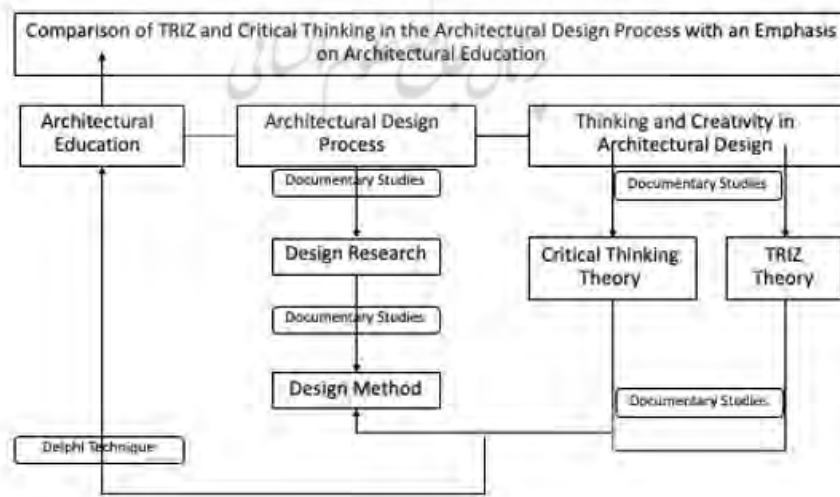 Comparison of TRIZ and Critical Thinking in the Architectural Design Process with an Emphasis
on Architectural Education
Architectural
Education
Architectural Design
Process
Thinking and Creativity in
Architectural Design
Documentary Studies
Documentary Studies
Design Research
Critical Thinking
Theory
TRIZ
Theory
Documentary Studies
Design Method
Documentary Studies
Delphi Technique